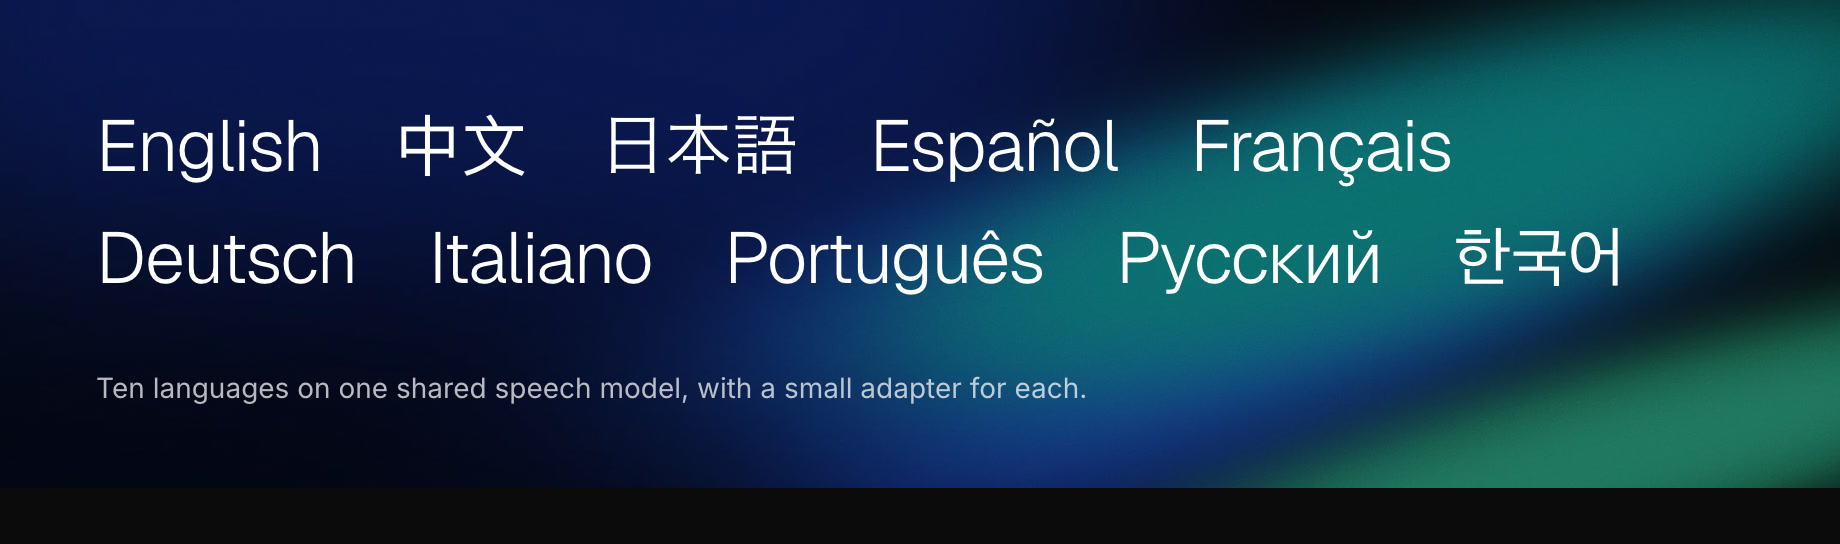 English 中文 日本語 Español Français
Deutsch Italiano Português Русский 한국어
Ten languages on one shared speech model, with a small adapter for each.